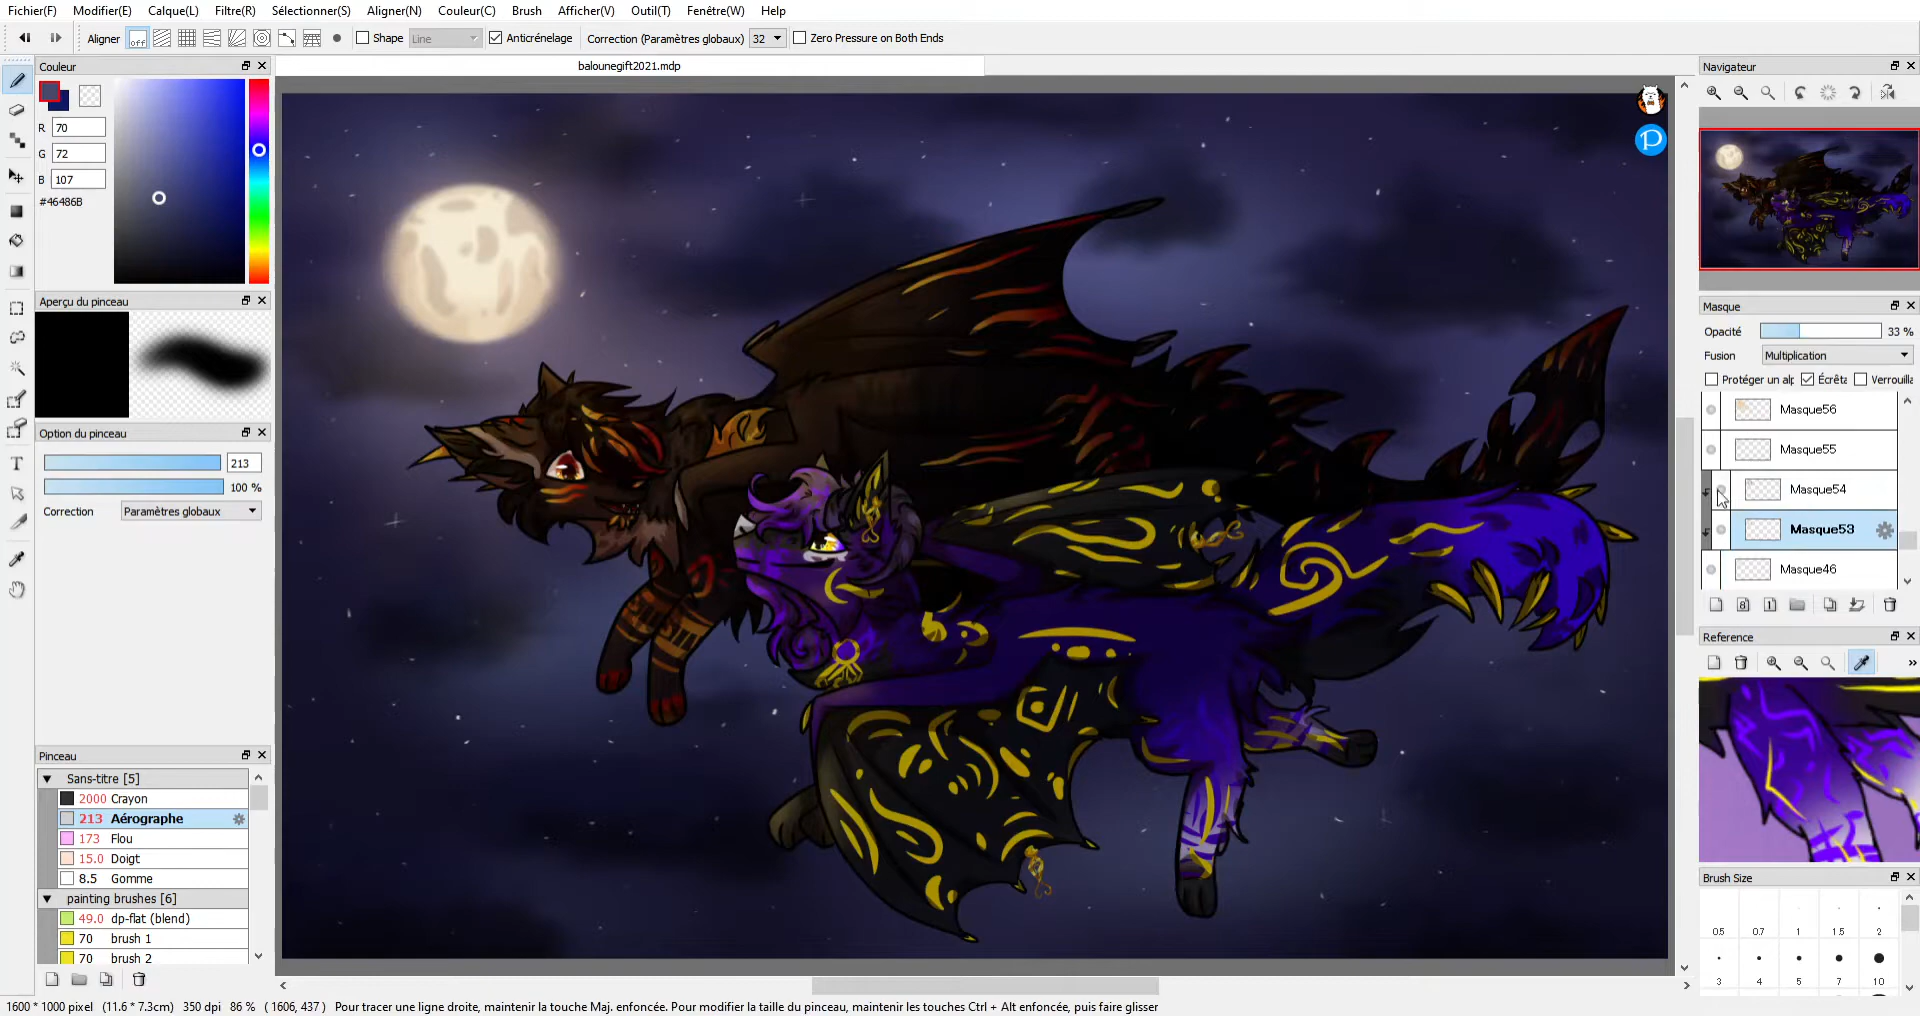 Fichier(F) Modifier(E) Calque(L) Filtre(R) Sélectionner(S) Aligner(N) Couleur(C) Brush Afficher(V) Outil(T) Fenêtre(W) Help
Aligner off Shape Line Anticrénelage Correction (Paramètres globaux) 32 Zero Pressure on Both Ends
balounegift2021.mdp
Couleur
R 70
G 72
B 107
#46486B
Aperçu du pinceau
Option du pinceau
213
100 %
Correction Paramètres globaux
Pinceau
Sans-titre [5]
2000 Crayon
213 Aérographe
173 Flou
15.0 Doigt
8.5 Gomme
painting brushes [6]
49.0 dp-flat (blend)
70 brush 1
70 brush 2
Navigateur
Masque
Opacité 33 %
Fusion Multiplication
Protéger un alp Écrêta Verrouilla
Masque56
Masque55
Masque54
Masque53
Masque46
8 1
Reference
»
Brush Size
0.5 0.7 1 1.5 2
3 4 5 7 10
1600 * 1000 pixel (11.6 * 7.3cm) 350 dpi 86 % ( 1606, 437 ) Pour tracer une ligne droite, maintenir la touche Maj. enfoncée. Pour modifier la taille du pinceau, maintenir les touches Ctrl + Alt enfoncée, puis faire glisser